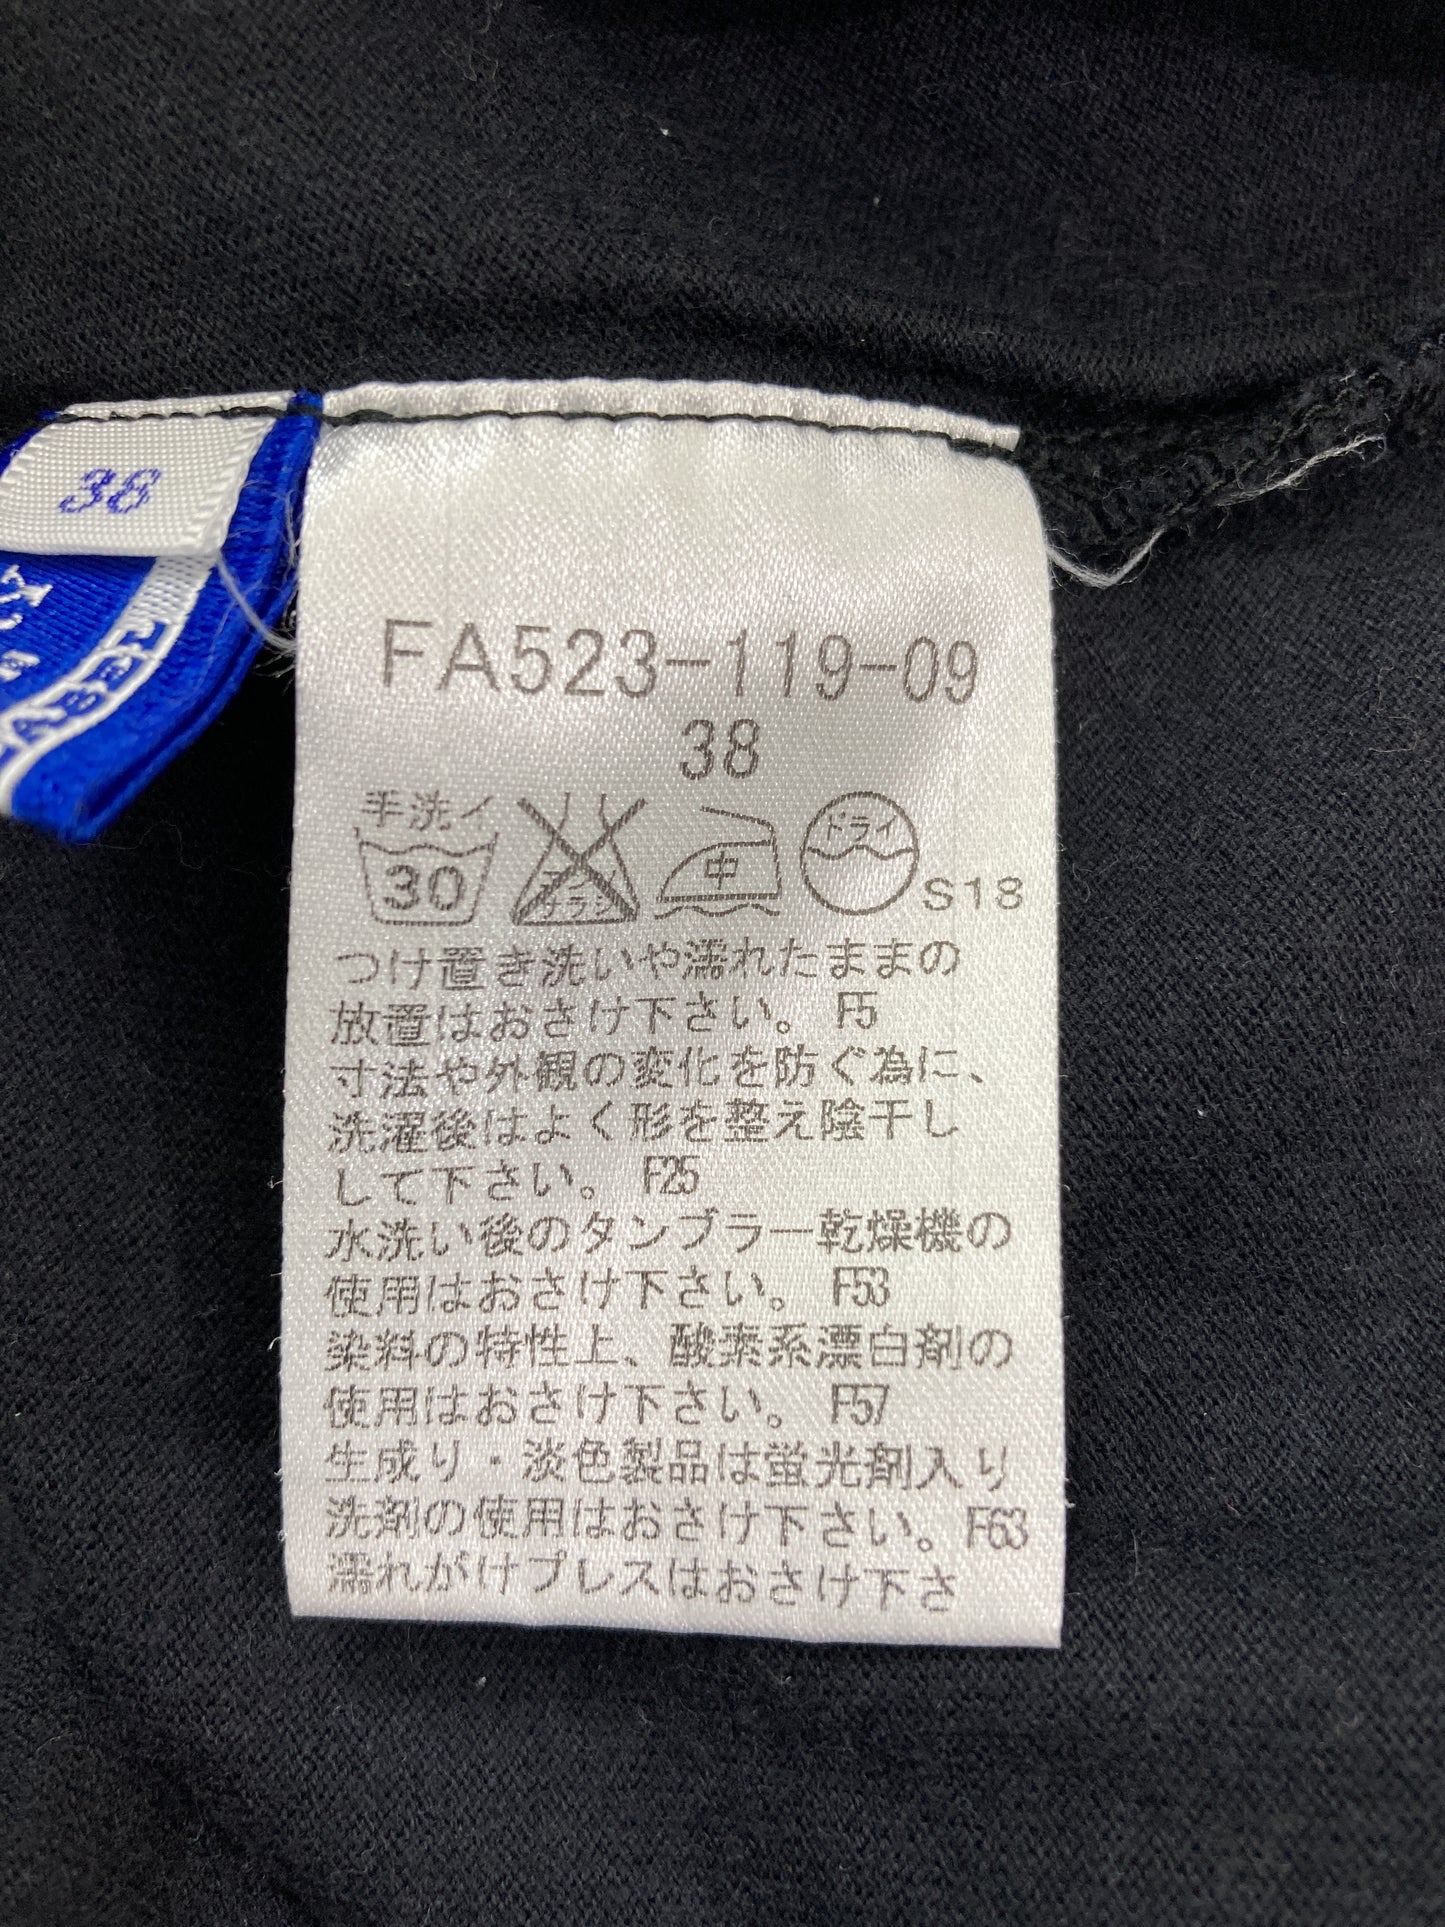 38
FA523-119-09
38
手洗イ
30
中
ドライ
S18
つけ置き洗いや濡れたままの
放置はおさけ下さい。 F5
寸法や外観の変化を防ぐ為に、
洗濯後はよく形を整え陰干し
して下さい。 F25
水洗い後のタンブラー乾燥機の
使用はおさけ下さい。 F53
染料の特性上、酸素系漂白剤の
使用はおさけ下さい。 F57
生成り・淡色製品は蛍光剤入り
洗剤の使用はおさけ下さい。F63
濡れがけプレスはおさけ下さ